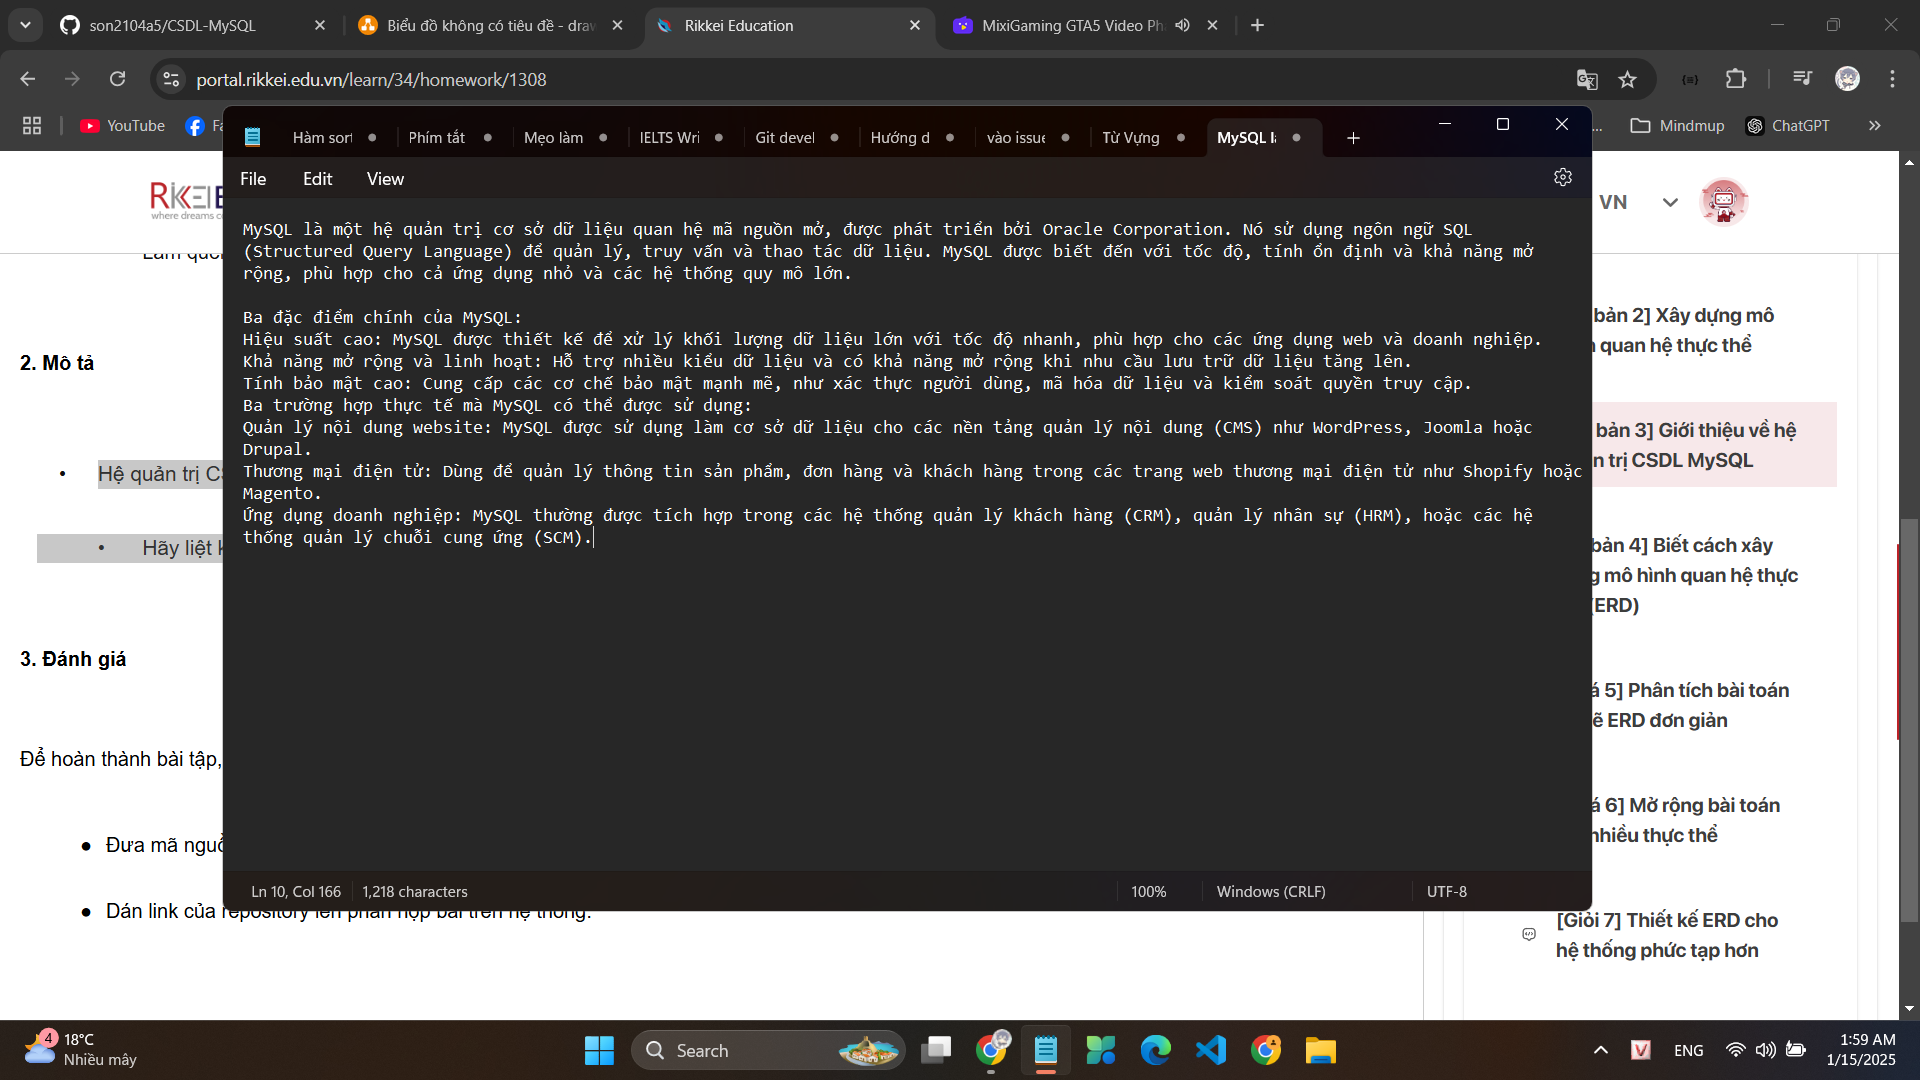 son2104a5/CSDL-MySQL
Biểu đồ không có tiêu đề - drav
Rikkei Education
MixiGaming GTA5 Video Ph
portal.rikkei.edu.vn/learn/34/homework/1308
YouTube
Mindmup
ChatGPT
Hàm sort
Phím tắt
Mẹo làm
IELTS Wri
Git devel
Hướng d
vào issue
Từ Vựng
MySQL là
File
Edit
View
MySQL là một hệ quản trị cơ sở dữ liệu quan hệ mã nguồn mở, được phát triển bởi Oracle Corporation. Nó sử dụng ngôn ngữ SQL
(Structured Query Language) để quản lý, truy vấn và thao tác dữ liệu. MySQL được biết đến với tốc độ, tính ổn định và khả năng mở
rộng, phù hợp cho cả ứng dụng nhỏ và các hệ thống quy mô lớn.
Ba đặc điểm chính của MySQL:
Hiệu suất cao: MySQL được thiết kế để xử lý khối lượng dữ liệu lớn với tốc độ nhanh, phù hợp cho các ứng dụng web và doanh nghiệp.
Khả năng mở rộng và linh hoạt: Hỗ trợ nhiều kiểu dữ liệu và có khả năng mở rộng khi nhu cầu lưu trữ dữ liệu tăng lên.
Tính bảo mật cao: Cung cấp các cơ chế bảo mật mạnh mẽ, như xác thực người dùng, mã hóa dữ liệu và kiểm soát quyền truy cập.
Ba trường hợp thực tế mà MySQL có thể được sử dụng:
Quản lý nội dung website: MySQL được sử dụng làm cơ sở dữ liệu cho các nền tảng quản lý nội dung (CMS) như WordPress, Joomla hoặc
Drupal.
Thương mại điện tử: Dùng để quản lý thông tin sản phẩm, đơn hàng và khách hàng trong các trang web thương mại điện tử như Shopify hoặc
Magento.
Ứng dụng doanh nghiệp: MySQL thường được tích hợp trong các hệ thống quản lý khách hàng (CRM), quản lý nhân sự (HRM), hoặc các hệ
thống quản lý chuỗi cung ứng (SCM).
Ln 10, Col 166
1,218 characters
100%
Windows (CRLF)
UTF-8
RIKKEI E
where dreams c
VN
2. Mô tả
Hệ quản trị CS
Hãy liệt k
3. Đánh giá
Để hoàn thành bài tập,
Đưa mã nguồ
Dán link của repository lên phần nộp bài trên hệ thống.
bản 2] Xây dựng mô
quan hệ thực thể
bản 3] Giới thiệu về hệ
n trị CSDL MySQL
bản 4] Biết cách xây
g mô hình quan hệ thực
(ERD)
á 5] Phân tích bài toán
ẽ ERD đơn giản
á 6] Mở rộng bài toán
nhiều thực thể
[Giỏi 7] Thiết kế ERD cho
hệ thống phức tạp hơn
4
18°C
Nhiều mây
Search
ENG
1:59 AM
1/15/2025